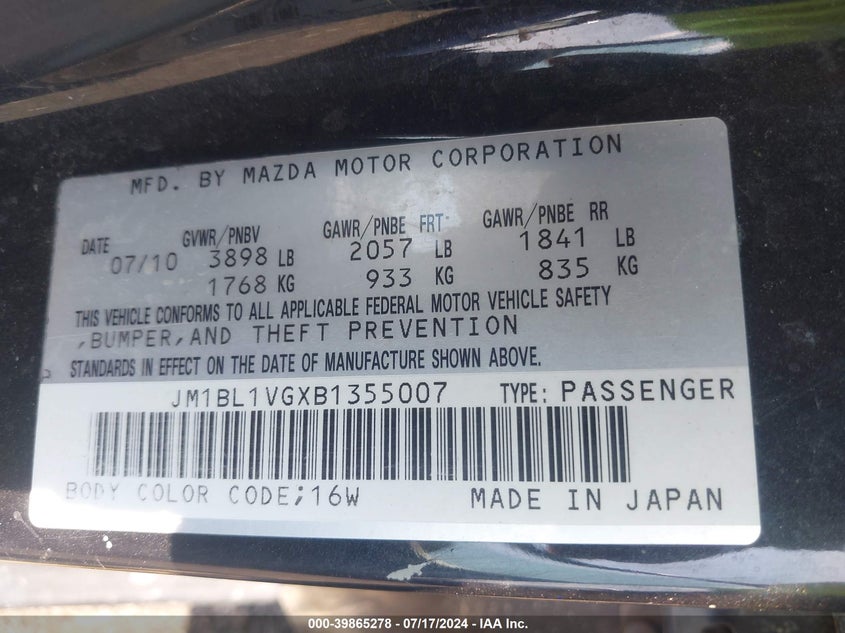 MFD. BY MAZDA MOTOR CORPORATION
DATE GVWR/PNBV GAWR/PNBE FRT GAWR/PNBE RR
07/10 3898 LB 2057 LB 1841 LB
1768 KG 933 KG 835 KG
THIS VEHICLE CONFORMS TO ALL APPLICABLE FEDERAL MOTOR VEHICLE SAFETY
,BUMPER,AND THEFT PREVENTION
STANDARDS IN EFFECT ON THE DATE OF MANUFACTURE SHOWN ABOVE.
JM1BL1VGXB1355007 TYPE: PASSENGER
BODY COLOR CODE;16W MADE IN JAPAN
000-39865278 - 07/17/2024 - IAA Inc.